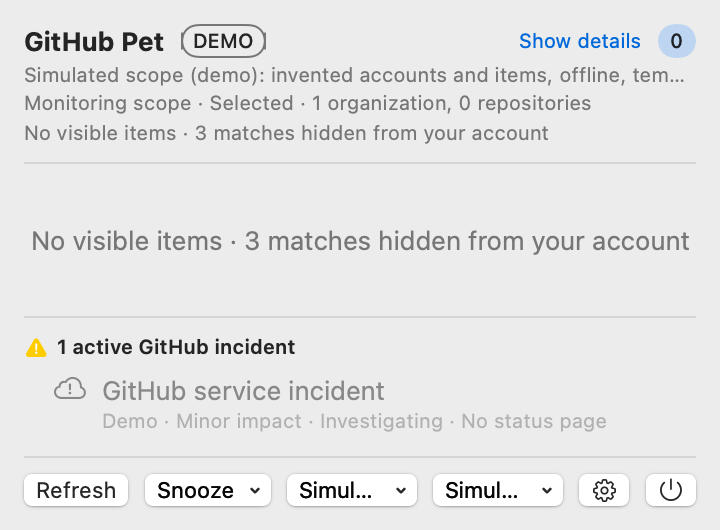 GitHub Pet DEMO Show details 0
Simulated scope (demo): invented accounts and items, offline, tem...
Monitoring scope · Selected · 1 organization, 0 repositories
No visible items · 3 matches hidden from your account
No visible items · 3 matches hidden from your account
1 active GitHub incident
GitHub service incident
Demo · Minor impact · Investigating · No status page
Refresh Snooze Simul... Simul...